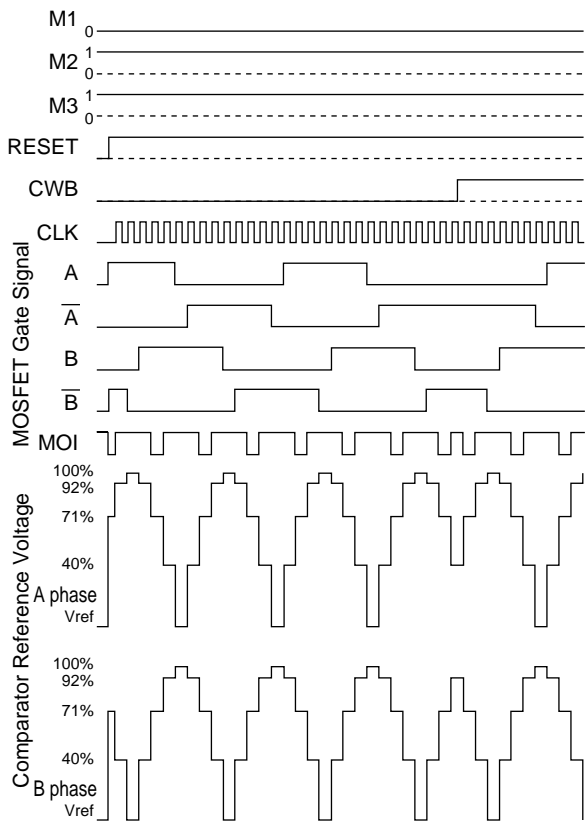 M1
0
M2
1
0
M3
1
0
RESET
CWB
CLK
MOSFET Gate Signal
A
A̅
B
B̅
MOI
Comparator Reference Voltage
100%
92%
71%
40%
A phase
Vref
100%
92%
71%
40%
B phase
Vref